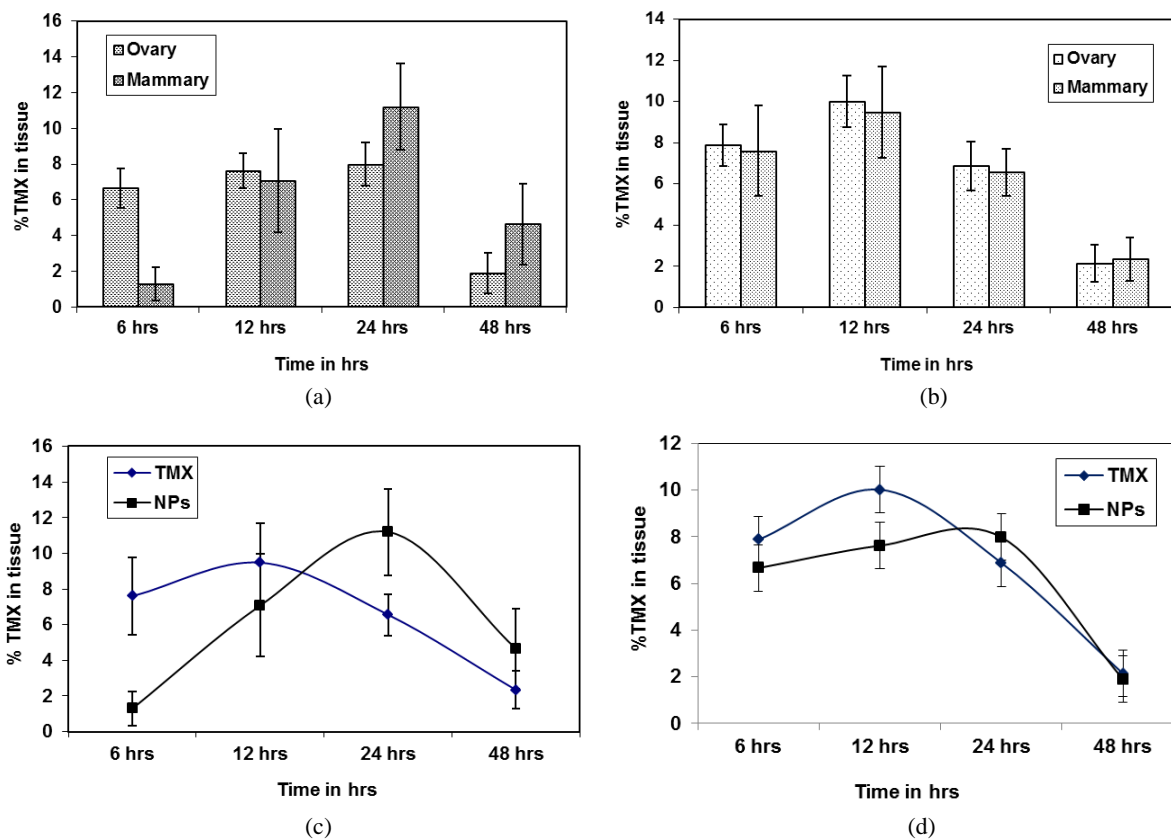 16
14
12
10
8
6
4
2
0
%TMX in tissue
Ovary
Mammary
6 hrs
12 hrs
24 hrs
48 hrs
Time in hrs
(a)
14
12
10
8
6
4
2
0
%TMX in tissue
Ovary
Mammary
6 hrs
12 hrs
24 hrs
48 hrs
Time in hrs
(b)
16
14
12
10
8
6
4
2
0
% TMX in tissue
TMX
NPs
6 hrs
12 hrs
24 hrs
48 hrs
Time in hrs
(c)
12
10
8
6
4
2
0
%TMX in tissue
TMX
NPs
6 hrs
12 hrs
24 hrs
48 hrs
Time in hrs
(d)